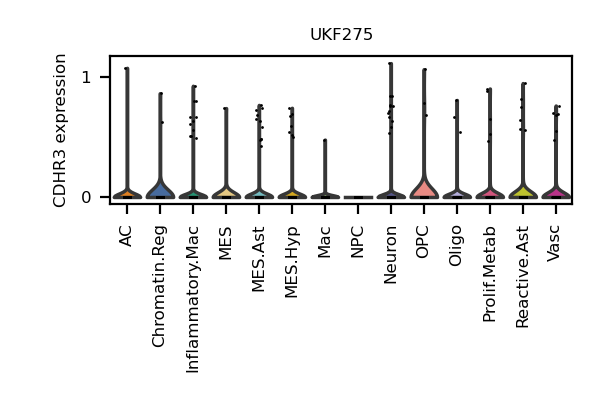 UKF275
CDHR3 expression
1
0
AC
Chromatin.Reg
Inflammatory.Mac
MES
MES.Ast
MES.Hyp
Mac
NPC
Neuron
OPC
Oligo
Prolif.Metab
Reactive.Ast
Vasc